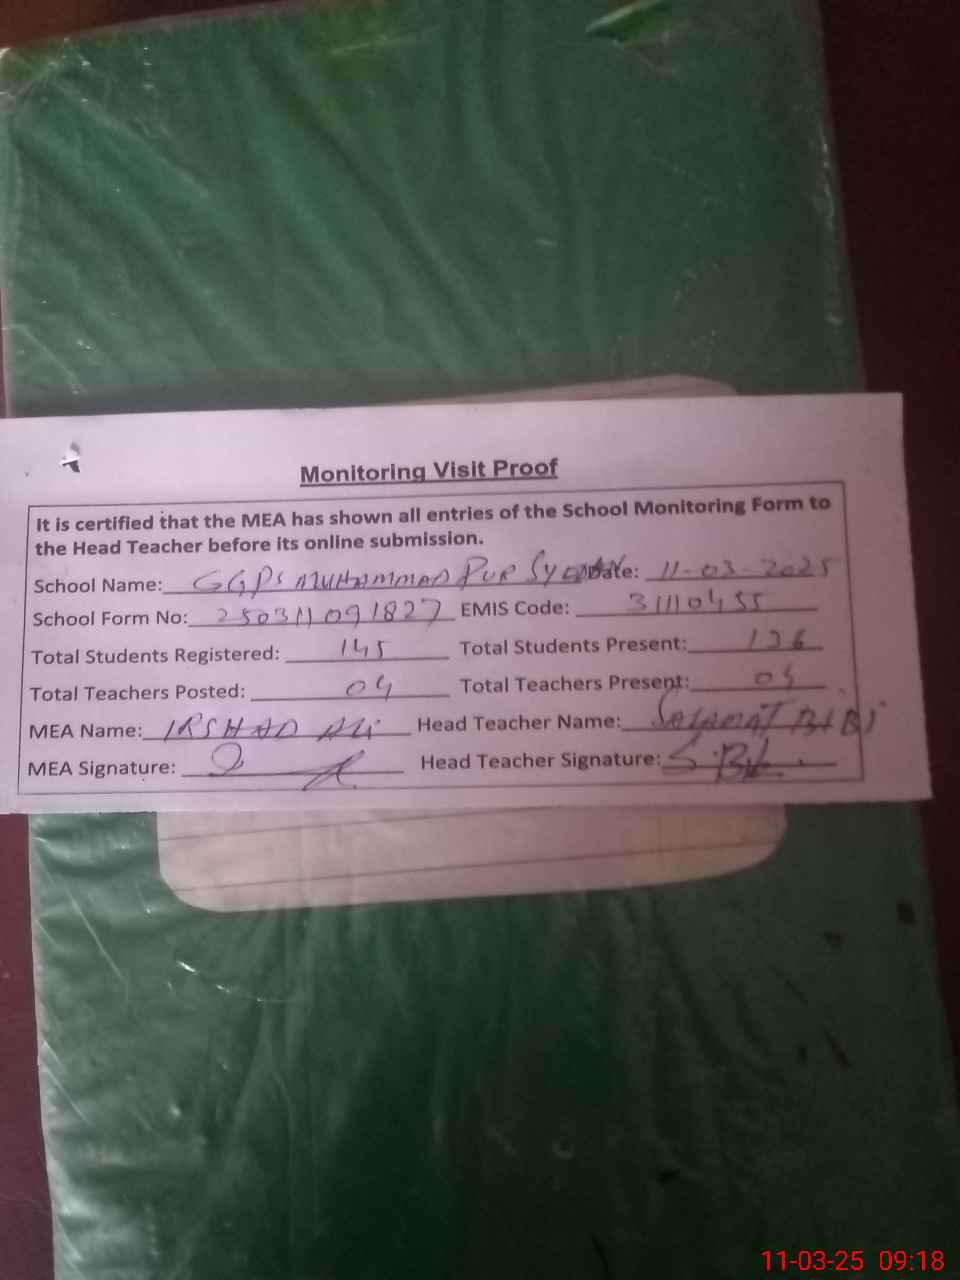 Monitoring Visit Proof
It is certified that the MEA has shown all entries of the School Monitoring Form to
the Head Teacher before its online submission.
School Name: GGPS MUHAMMAD PUR Date: 11-03-2025
School Form No: 250311091827 EMIS Code: 31110455
Total Students Registered: 145 Total Students Present: 126
Total Teachers Posted: 04 Total Teachers Present:
MEA Name: IRSHAD Ali Head Teacher Name: SALAMAT BiBi
MEA Signature: Head Teacher Signature: S.Bi
11-03-25 09:18